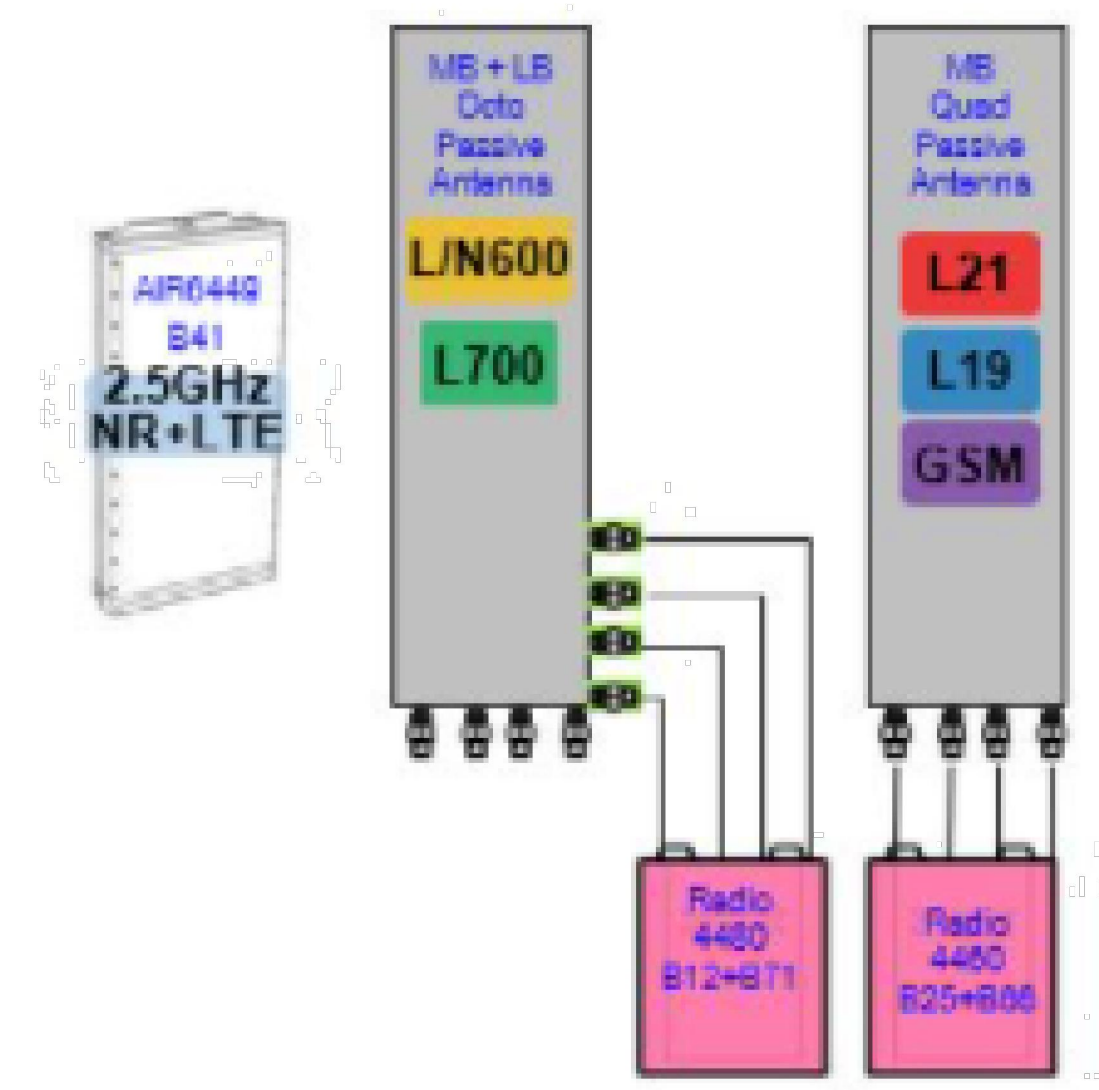 AIR6449
B41
2.5GHz
NR+LTE
MB + LB
Octo
Passive
Antenna
L/N600
L700
MB
Quad
Passive
Antenna
L21
L19
GSM
Radio
4480
B12+B71
Radio
4460
B25+B66